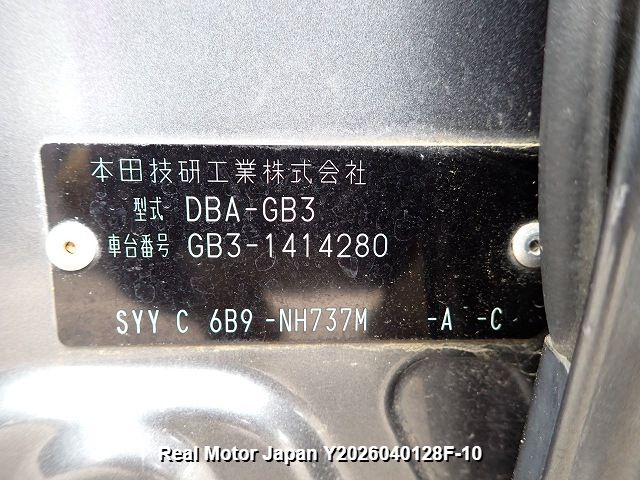 本田技研工業株式会社
型式 DBA-GB3
車台番号 GB3-1414280
SYY C 6B9 -NH737M -A -C
Real Motor Japan Y2026040128F-10